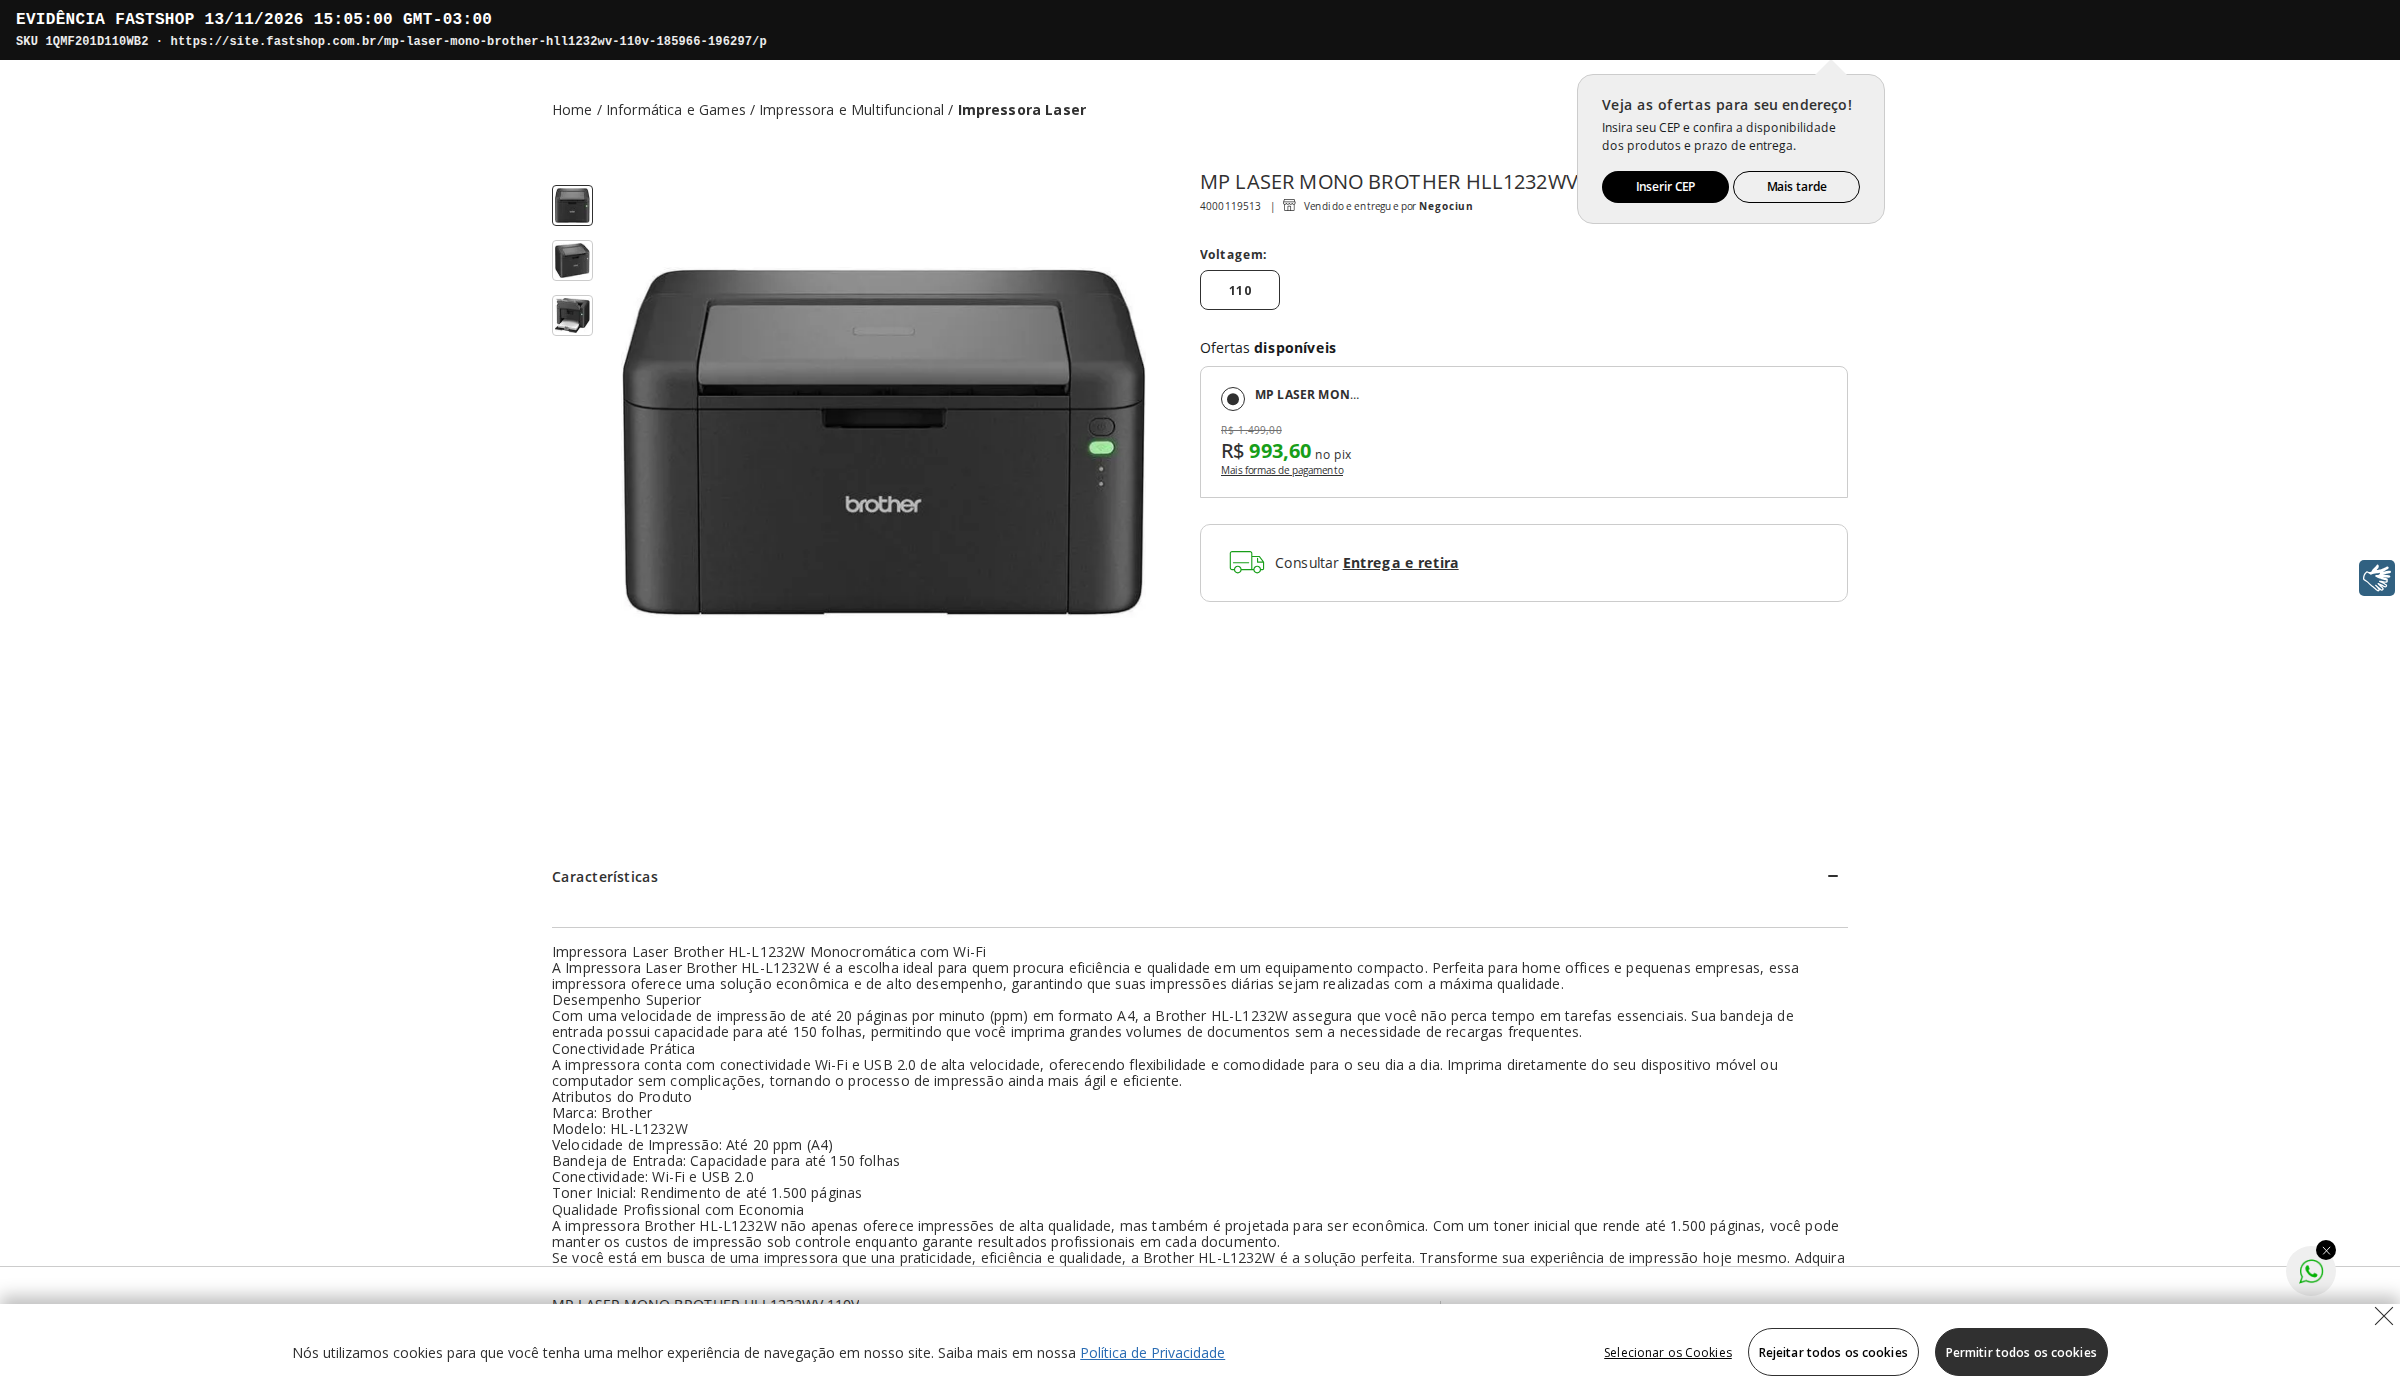 EVIDÊNCIA FASTSHOP 13/11/2026 15:05:00 GMT-03:00
SKU 1QMF201D110WB2 · https://site.fastshop.com.br/mp-laser-mono-brother-hll1232wv-110v-185966-196297/p
Home / Informática e Games / Impressora e Multifuncional / Impressora Laser
Veja as ofertas para seu endereço!
Insira seu CEP e confira a disponibilidade
dos produtos e prazo de entrega.
Inserir CEP
Mais tarde
MP LASER MONO BROTHER HLL1232WV
4000119513 | Vendido e entregue por Negociun
Voltagem:
110
Ofertas disponíveis
MP LASER MON...
R$ 1.499,00
R$ 993,60 no pix
Mais formas de pagamento
Consultar Entrega e retira
brother
Características
Impressora Laser Brother HL-L1232W Monocromática com Wi-Fi
A Impressora Laser Brother HL-L1232W é a escolha ideal para quem procura eficiência e qualidade em um equipamento compacto. Perfeita para home offices e pequenas empresas, essa
impressora oferece uma solução econômica e de alto desempenho, garantindo que suas impressões diárias sejam realizadas com a máxima qualidade.
Desempenho Superior
Com uma velocidade de impressão de até 20 páginas por minuto (ppm) em formato A4, a Brother HL-L1232W assegura que você não perca tempo em tarefas essenciais. Sua bandeja de
entrada possui capacidade para até 150 folhas, permitindo que você imprima grandes volumes de documentos sem a necessidade de recargas frequentes.
Conectividade Prática
A impressora conta com conectividade Wi-Fi e USB 2.0 de alta velocidade, oferecendo flexibilidade e comodidade para o seu dia a dia. Imprima diretamente do seu dispositivo móvel ou
computador sem complicações, tornando o processo de impressão ainda mais ágil e eficiente.
Atributos do Produto
Marca: Brother
Modelo: HL-L1232W
Velocidade de Impressão: Até 20 ppm (A4)
Bandeja de Entrada: Capacidade para até 150 folhas
Conectividade: Wi-Fi e USB 2.0
Toner Inicial: Rendimento de até 1.500 páginas
Qualidade Profissional com Economia
A impressora Brother HL-L1232W não apenas oferece impressões de alta qualidade, mas também é projetada para ser econômica. Com um toner inicial que rende até 1.500 páginas, você pode
manter os custos de impressão sob controle enquanto garante resultados profissionais em cada documento.
Se você está em busca de uma impressora que una praticidade, eficiência e qualidade, a Brother HL-L1232W é a solução perfeita. Transforme sua experiência de impressão hoje mesmo. Adquira
MP LASER MONO BROTHER HLL1232WV 110V
Nós utilizamos cookies para que você tenha uma melhor experiência de navegação em nosso site. Saiba mais em nossa Política de Privacidade
Selecionar os Cookies
Rejeitar todos os cookies
Permitir todos os cookies